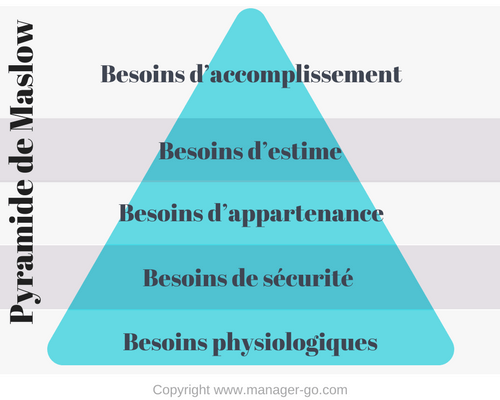 Pyramide de Maslow
Besoins d’accomplissement
Besoins d’estime
Besoins d’appartenance
Besoins de sécurité
Besoins physiologiques
Copyright www.manager-go.com